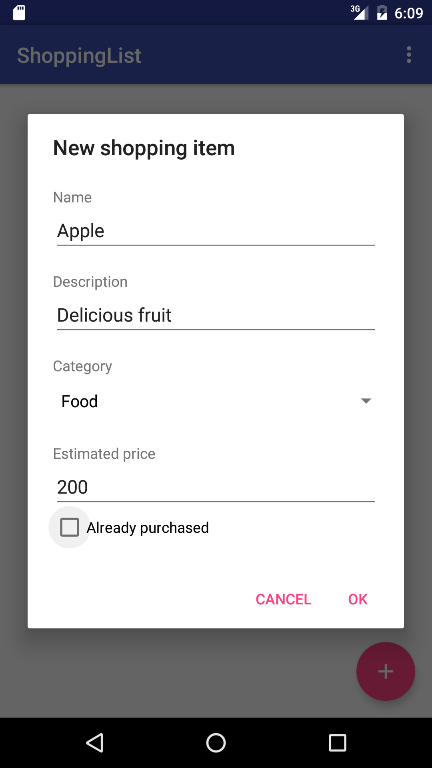 3G 6:09
ShoppingList
New shopping item
Name
Apple
Description
Delicious fruit
Category
Food
Estimated price
200
Already purchased
CANCEL OK
+